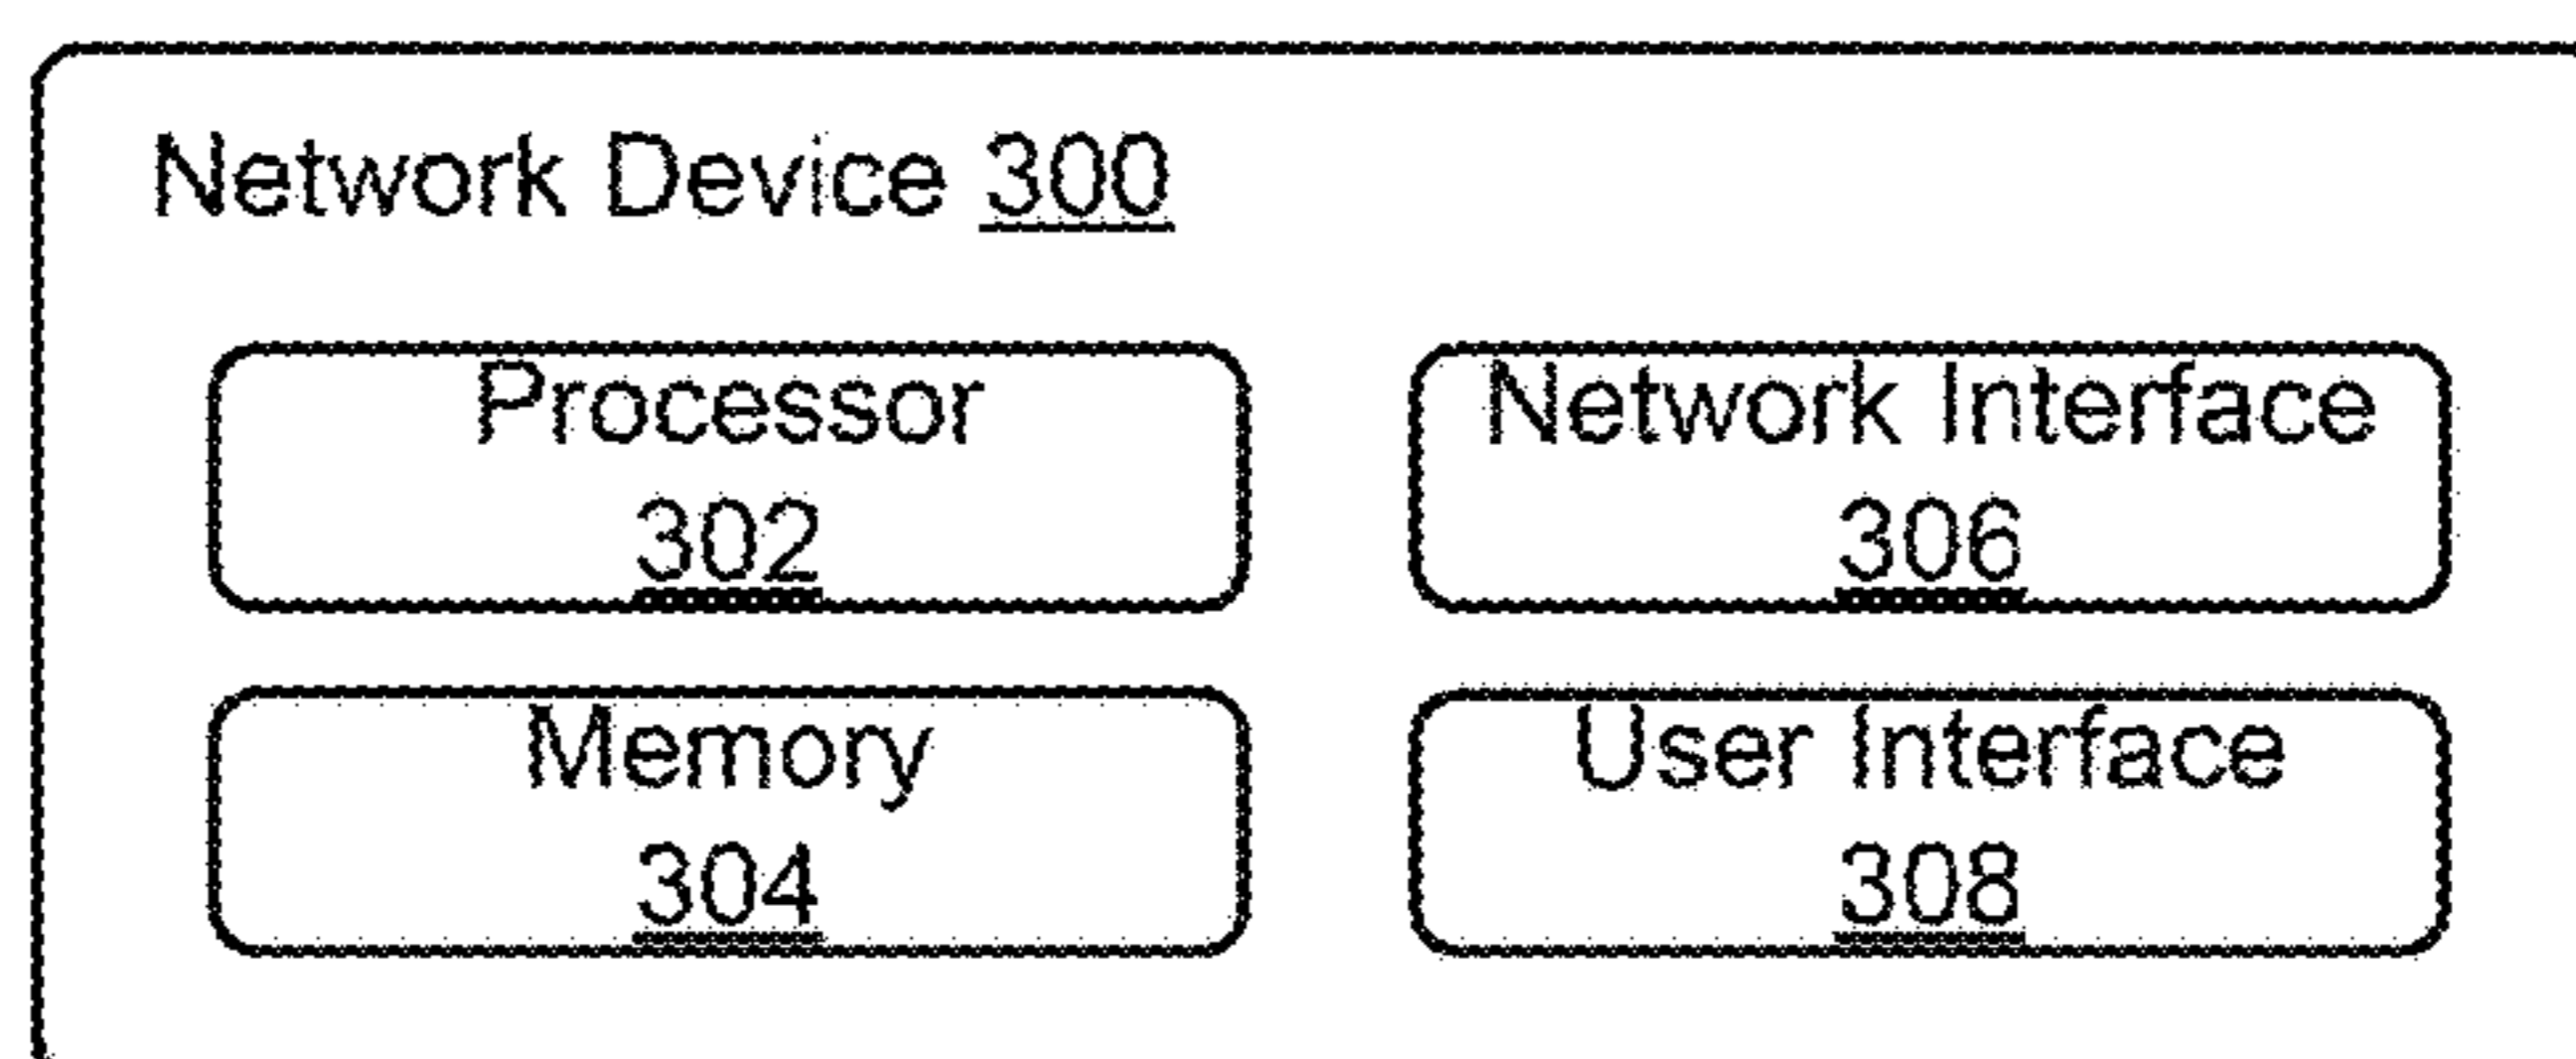 Network Device 300
Processor
302
Network Interface
306
Memory
304
User Interface
308